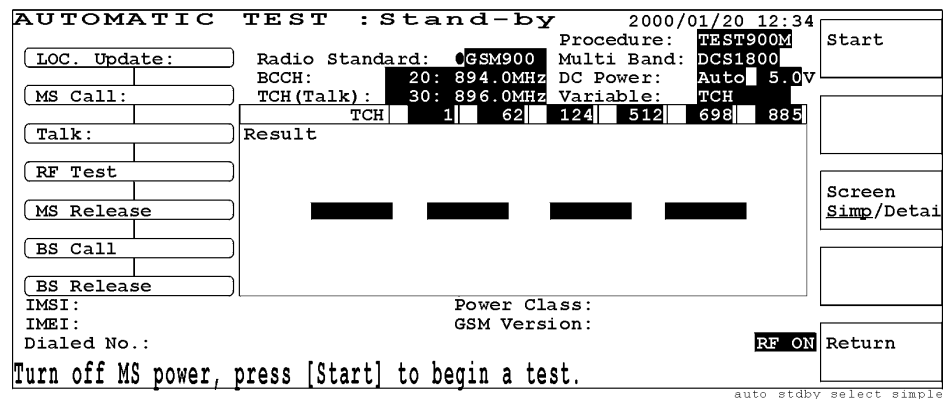 AUTOMATIC TEST :Stand-by 2000/01/20 12:34
Procedure: TEST900M
Start
LOC. Update:
Radio Standard: GSM900 Multi Band: DCS1800
BCCH: 20: 894.0MHz DC Power: Auto 5.0V
MS Call:
TCH(Talk): 30: 896.0MHz Variable: TCH
TCH 1 62 124 512 698 885
Talk:
Result
RF Test
Screen
Simp/Detai
MS Release
BS Call
BS Release
IMSI: Power Class:
IMEI: GSM Version:
Dialed No.: RF ON
Return
Turn off MS power, press [Start] to begin a test.
auto stdby select simple